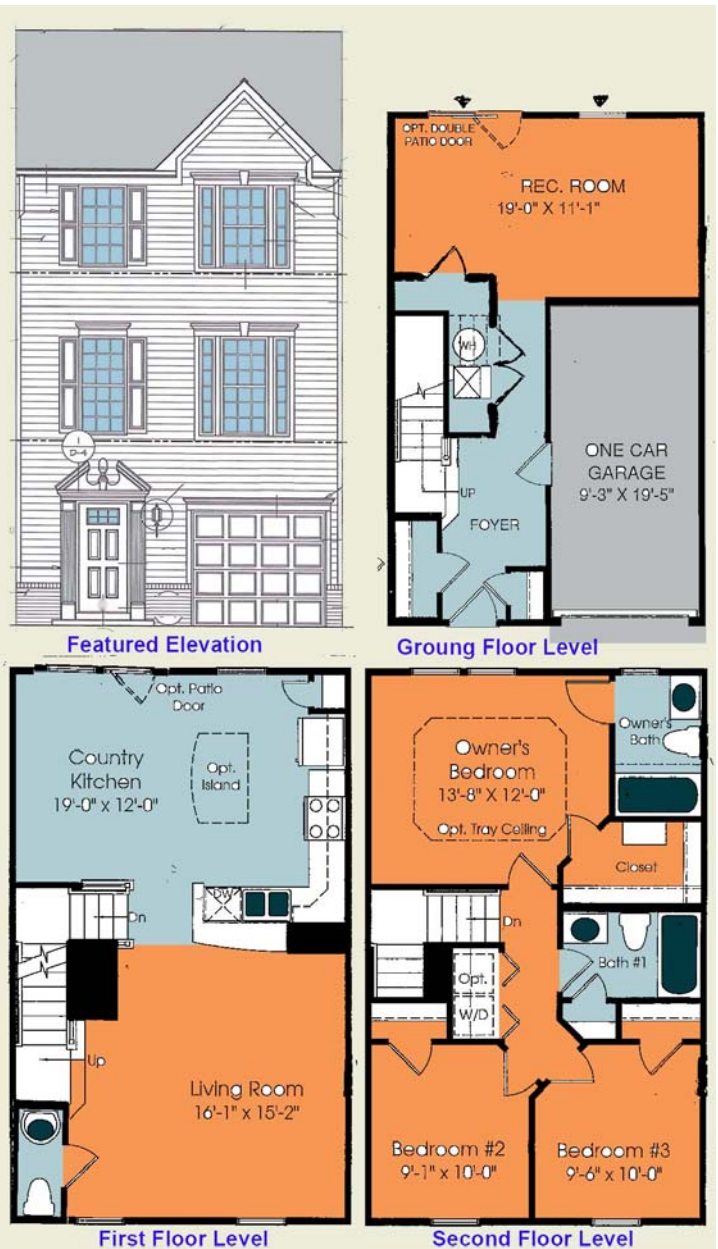 OPT. DOUBLE
PATIO DOOR
REC. ROOM
19'-0" X 11'-1"
WH
ONE CAR
GARAGE
9'-3" X 19'-5"
UP
FOYER
1
D-4
Featured Elevation
Groung Floor Level
Opt. Patio
Door
Country
Kitchen
19'-0" x 12'-0"
Opt.
Island
DW
Dn
Up
Living Room
16'-1" x 15'-2"
First Floor Level
Owner's
Bath
Owner's
Bedroom
13'-8" X 12'-0"
Opt. Tray Ceiling
Closet
Dn
Bath #1
Opt.
W/D
Bedroom #2
9'-1" x 10'-0"
Bedroom #3
9'-6" x 10'-0"
Second Floor Level